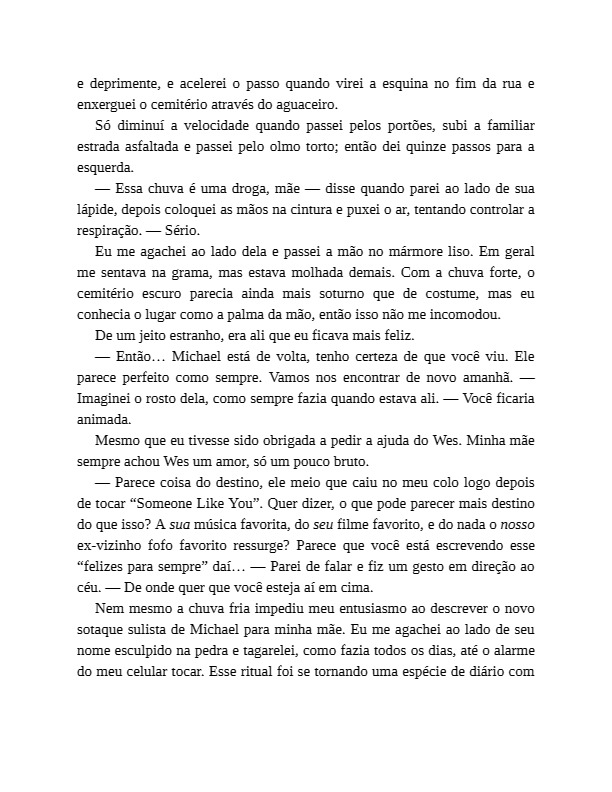 e deprimente, e acelerei o passo quando virei a esquina no fim da rua e
enxerguei o cemitério através do aguaceiro.
Só diminuí a velocidade quando passei pelos portões, subi a familiar
estrada asfaltada e passei pelo olmo torto; então dei quinze passos para a
esquerda.
— Essa chuva é uma droga, mãe — disse quando parei ao lado de sua
lápide, depois coloquei as mãos na cintura e puxei o ar, tentando controlar a
respiração. — Sério.
Eu me agachei ao lado dela e passei a mão no mármore liso. Em geral
me sentava na grama, mas estava molhada demais. Com a chuva forte, o
cemitério escuro parecia ainda mais soturno que de costume, mas eu
conhecia o lugar como a palma da mão, então isso não me incomodou.
De um jeito estranho, era ali que eu ficava mais feliz.
— Então… Michael está de volta, tenho certeza de que você viu. Ele
parece perfeito como sempre. Vamos nos encontrar de novo amanhã. —
Imaginei o rosto dela, como sempre fazia quando estava ali. — Você ficaria
animada.
Mesmo que eu tivesse sido obrigada a pedir a ajuda do Wes. Minha mãe
sempre achou Wes um amor, só um pouco bruto.
— Parece coisa do destino, ele meio que caiu no meu colo logo depois
de tocar “Someone Like You”. Quer dizer, o que pode parecer mais destino
do que isso? A sua música favorita, do seu filme favorito, e do nada o nosso
ex-vizinho fofo favorito ressurge? Parece que você está escrevendo esse
“felizes para sempre” daí… — Parei de falar e fiz um gesto em direção ao
céu. — De onde quer que você esteja aí em cima.
Nem mesmo a chuva fria impediu meu entusiasmo ao descrever o novo
sotaque sulista de Michael para minha mãe. Eu me agachei ao lado de seu
nome esculpido na pedra e tagarelei, como fazia todos os dias, até o alarme
do meu celular tocar. Esse ritual foi se tornando uma espécie de diário com